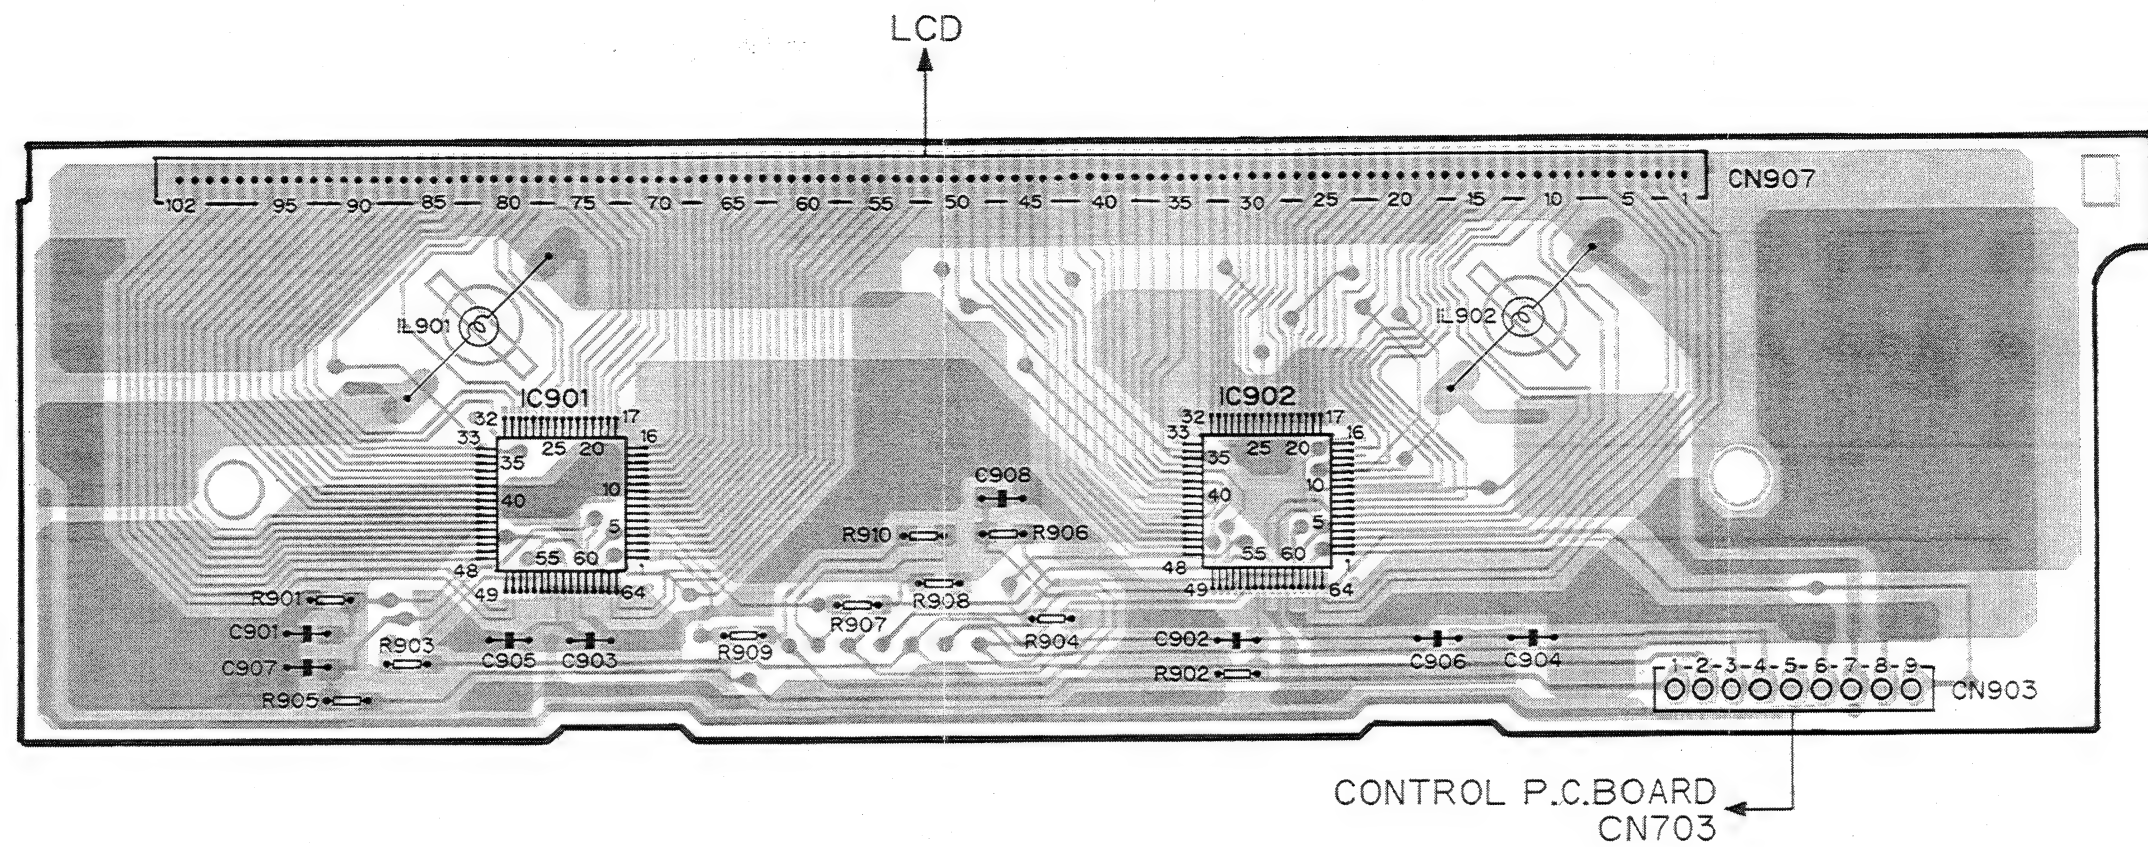 LCD
CN907
102 — 95 — 90 — 85 — 80 — 75 — 70 — 65 — 60 — 55 — 50 — 45 — 40 — 35 — 30 — 25 — 20 — 15 — 10 — 5 — 1
IL901
IL902
IC901
32 17
33 16
25 20
35
40 10
5
55 60
48
49 64
IC902
32 17
33 16
25 20
35
40 10
5
55 60
48 1
49 64
C908
R910
R906
R901
R908
C901
R903
R907
R904
C902
C907
C905
C903
R909
C906
C904
R905
R902
1-2-3-4-5-6-7-8-9
CN903
CONTROL P.C.BOARD
CN703